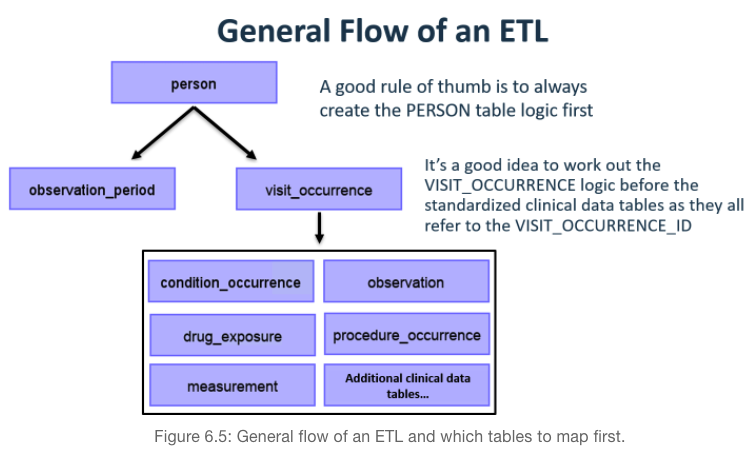 General Flow of an ETL
person
A good rule of thumb is to always
create the PERSON table logic first
observation_period
visit_occurrence
It's a good idea to work out the
VISIT_OCCURRENCE logic before the
standardized clinical data tables as they all
refer to the VISIT_OCCURRENCE_ID
condition_occurrence
observation
drug_exposure
procedure_occurrence
measurement
Additional clinical data
tables...
Figure 6.5: General flow of an ETL and which tables to map first.